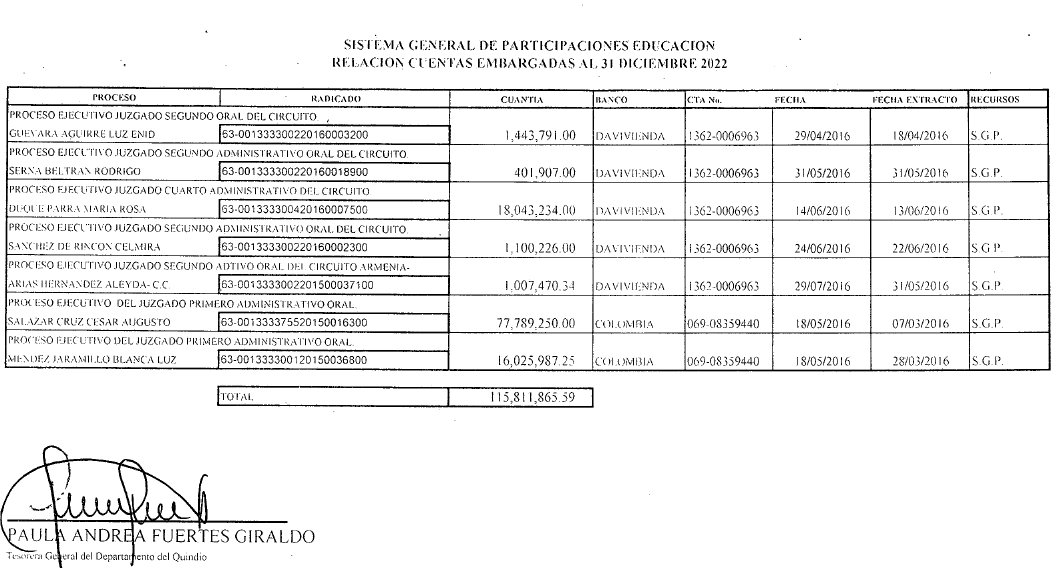 SISTEMA GENERAL DE PARTICIPACIONES EDUCACION
RELACION CUENTAS EMBARGADAS AL 31 DICIEMBRE 2022
PROCESO RADICADO CUANTIA BANCO CTA No. FECHA FECHA EXTRACTO RECURSOS
PROCESO EJECUTIVO JUZGADO SEGUNDO ORAL DEL CIRCUITO
GUEVARA AGUIRRE LUZ ENID 63-001333300220160003200 1,443,791.00 DAVIVIENDA 1362-0006963 29/04/2016 18/04/2016 S.G.P.
PROCESO EJECUTIVO JUZGADO SEGUNDO ADMINISTRATIVO ORAL DEL CIRCUITO.
SERNA BELTRAN RODRIGO 63-001333300220160018900 401,907.00 DAVIVIENDA 1362-0006963 31/05/2016 31/05/2016 S.G.P.
PROCESO EJECUTIVO JUZGADO CUARTO ADMINISTRATIVO DEL CIRCUITO
DUQUE PARRA MARIA ROSA 63-001333300420160007500 18,043,234.00 DAVIVIENDA 1362-0006963 14/06/2016 13/06/2016 S.G.P.
PROCESO EJECUTIVO JUZGADO SEGUNDO ADMINISTRATIVO ORAL DEL CIRCUITO.
SANCHEZ DE RINCON CELMIRA 63-001333300220160002300 1,100,226.00 DAVIVIENDA 1362-0006963 24/06/2016 22/06/2016 S.G.P.
PROCESO EJECUTIVO JUZGADO SEGUNDO ADTIVO ORAL DEL CIRCUITO ARMENIA-
ARIAS HERNANDEZ ALEYDA- C.C. 63-0013333002201500037100 1,007,470.34 DAVIVIENDA 1362-0006963 29/07/2016 31/05/2016 S.G.P.
PROCESO EJECUTIVO DEL JUZGADO PRIMERO ADMINISTRATIVO ORAL.
SALAZAR CRUZ CESAR AUGUSTO 63-001333375520150016300 77,789,250.00 COLOMBIA 069-08359440 18/05/2016 07/03/2016 S.G.P.
PROCESO EJECUTIVO DEL JUZGADO PRIMERO ADMINISTRATIVO ORAL.
MENDEZ JARAMILLO BLANCA LUZ 63-001333300120150036800 16,025,987.25 COLOMBIA 069-08359440 18/05/2016 28/03/2016 S.G.P.
TOTAL 115,811,865.59
PAULA ANDREA FUERTES GIRALDO
Tesorera General del Departamento del Quindio